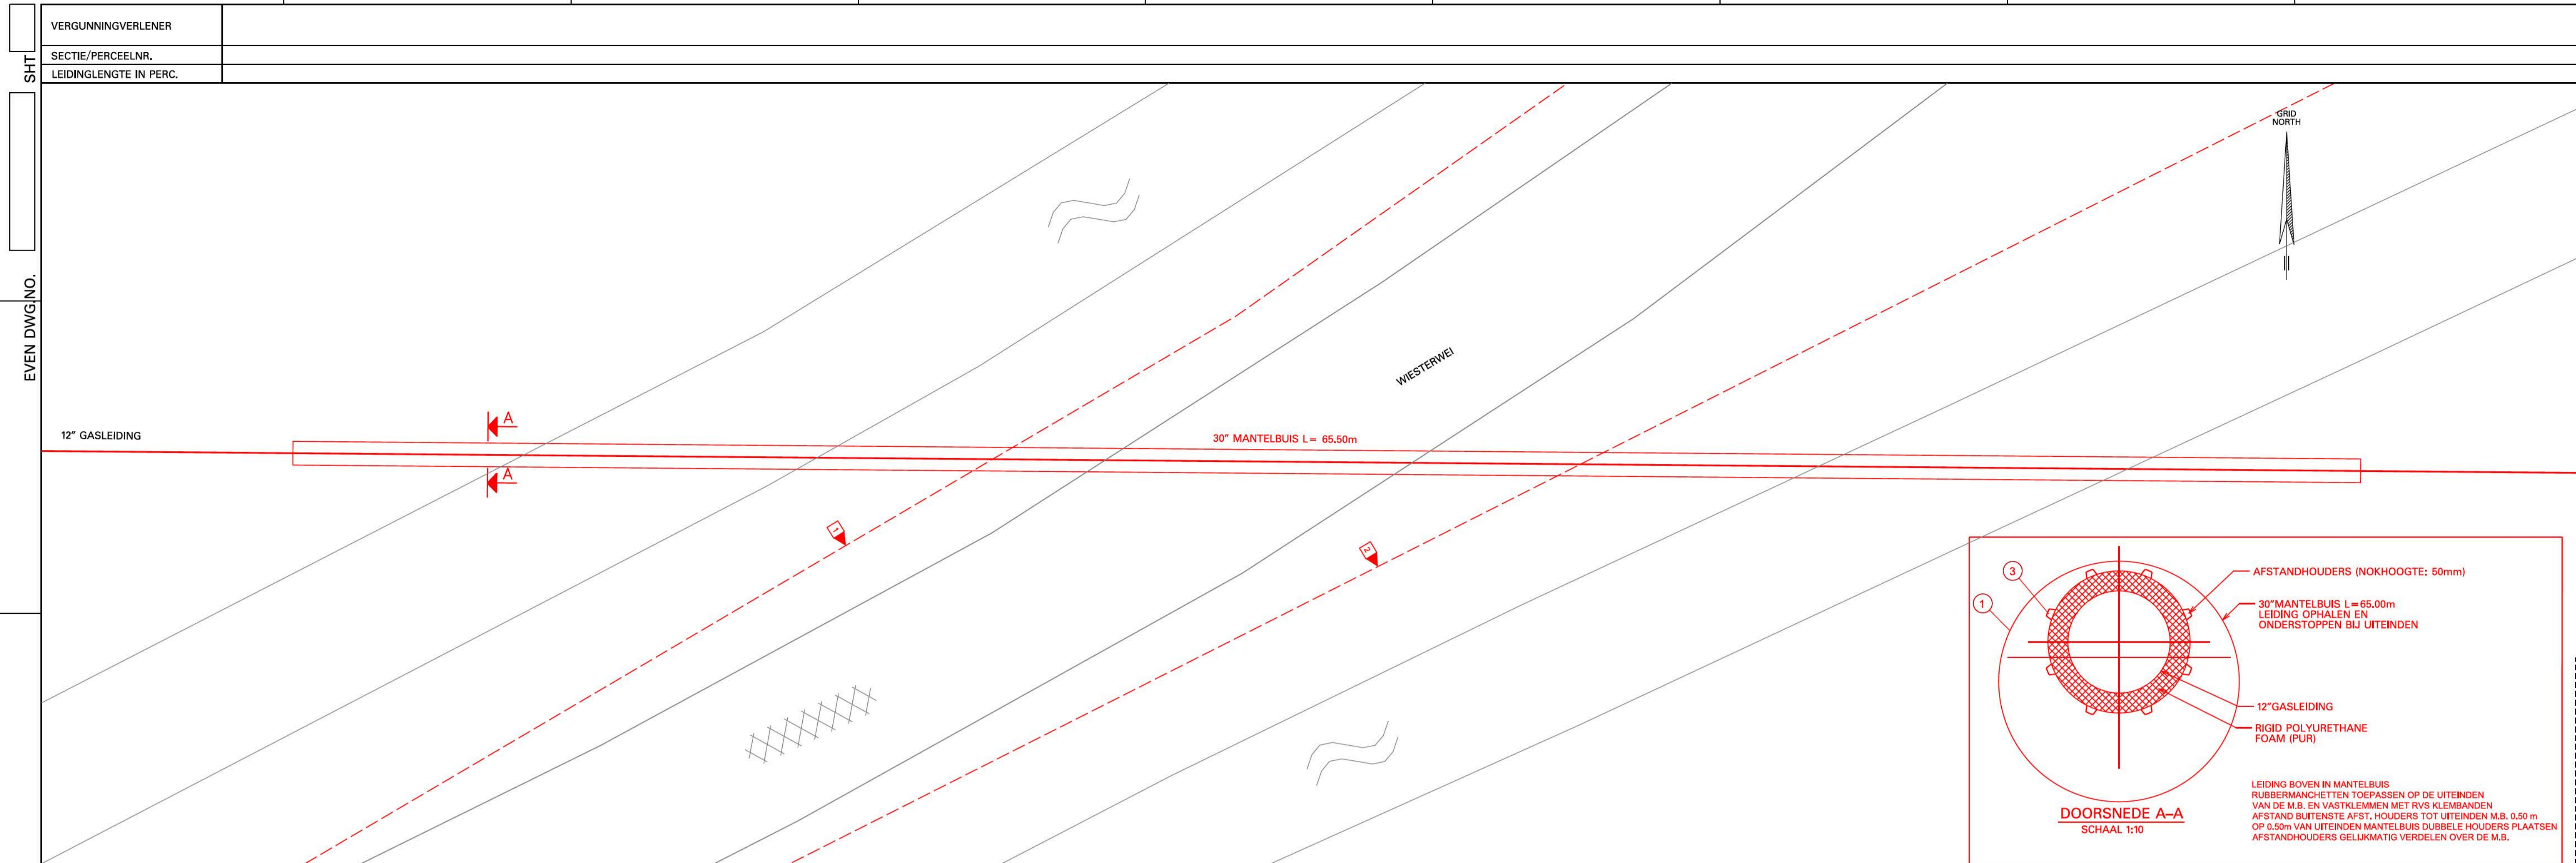 VERGUNNINGVERLENER
SECTIE/PERCEELNR.
LEIDINGLENGTE IN PERC.
SHT
EVEN DWG.NO.
GRID
NORTH
WIESTERWEI
12" GASLEIDING
A
A
30" MANTELBUIS L= 65.50m
1
2
3
1
AFSTANDHOUDERS (NOKHOOGTE: 50mm)
30"MANTELBUIS L=65.00m
LEIDING OPHALEN EN
ONDERSTOPPEN BIJ UITEINDEN
12"GASLEIDING
RIGID POLYURETHANE
FOAM (PUR)
DOORSNEDE A-A
SCHAAL 1:10
LEIDING BOVEN IN MANTELBUIS
RUBBERMANCHETTEN TOEPASSEN OP DE UITEINDEN
VAN DE M.B. EN VASTKLEMMEN MET RVS KLEMBANDEN
AFSTAND BUITENSTE AFST. HOUDERS TOT UITEINDEN M.B. 0.50 m
OP 0.50m VAN UITEINDEN MANTELBUIS DUBBELE HOUDERS PLAATSEN
AFSTANDHOUDERS GELIJKMATIG VERDELEN OVER DE M.B.